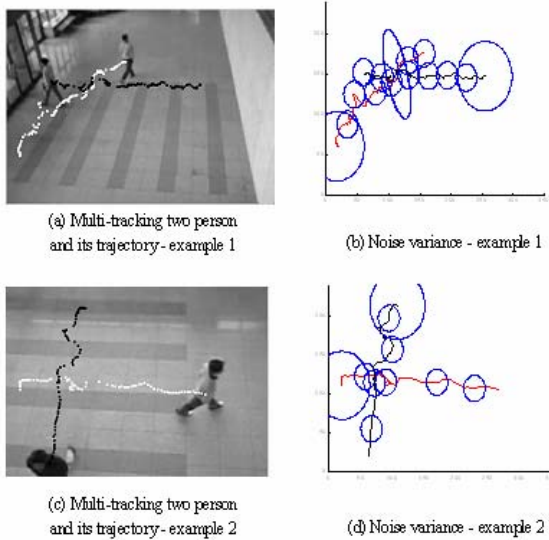 (a) Multi-tracking two person
and its trajectory - example 1
(b) Noise variance - example 1
(c) Multi-tracking two person
and its trajectory - example 2
(d) Noise variance - example 2